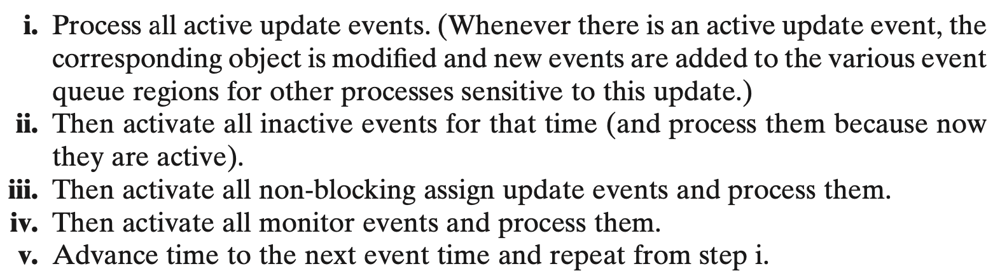 i. Process all active update events. (Whenever there is an active update event, the
corresponding object is modified and new events are added to the various event
queue regions for other processes sensitive to this update.)
ii. Then activate all inactive events for that time (and process them because now
they are active).
iii. Then activate all non-blocking assign update events and process them.
iv. Then activate all monitor events and process them.
v. Advance time to the next event time and repeat from step i.